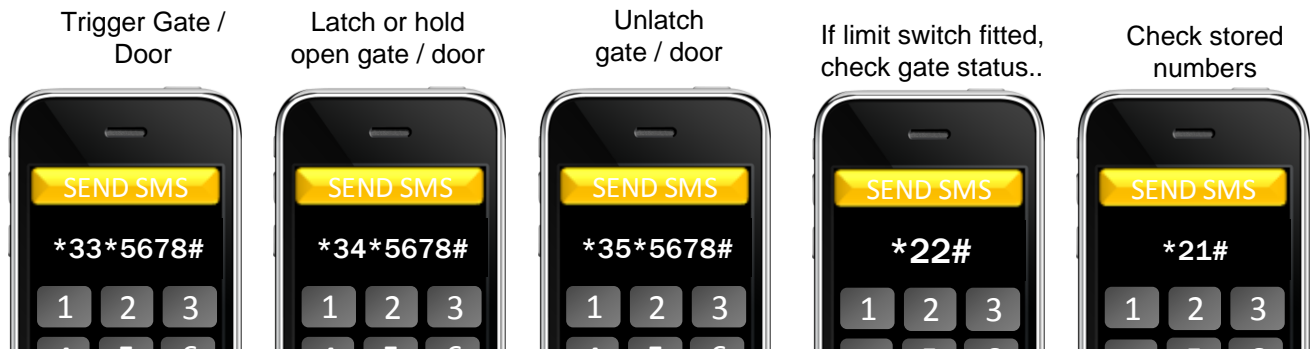 Trigger Gate /
Door
Latch or hold
open gate / door
Unlatch
gate / door
If limit switch fitted,
check gate status..
Check stored
numbers
SEND SMS
*33*5678#
1 2 3
SEND SMS
*34*5678#
1 2 3
SEND SMS
*35*5678#
1 2 3
SEND SMS
*22#
1 2 3
SEND SMS
*21#
1 2 3